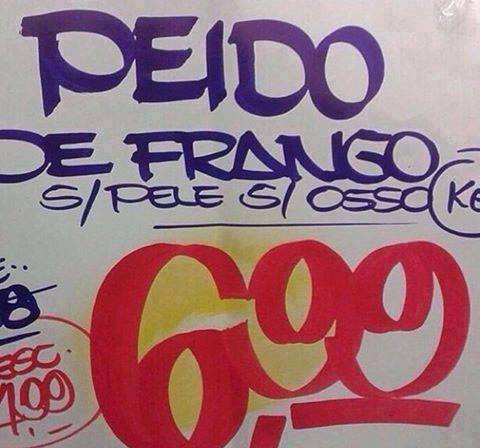 PEIDO
DE FRANGO
S/PELE S/OSSO
6,99